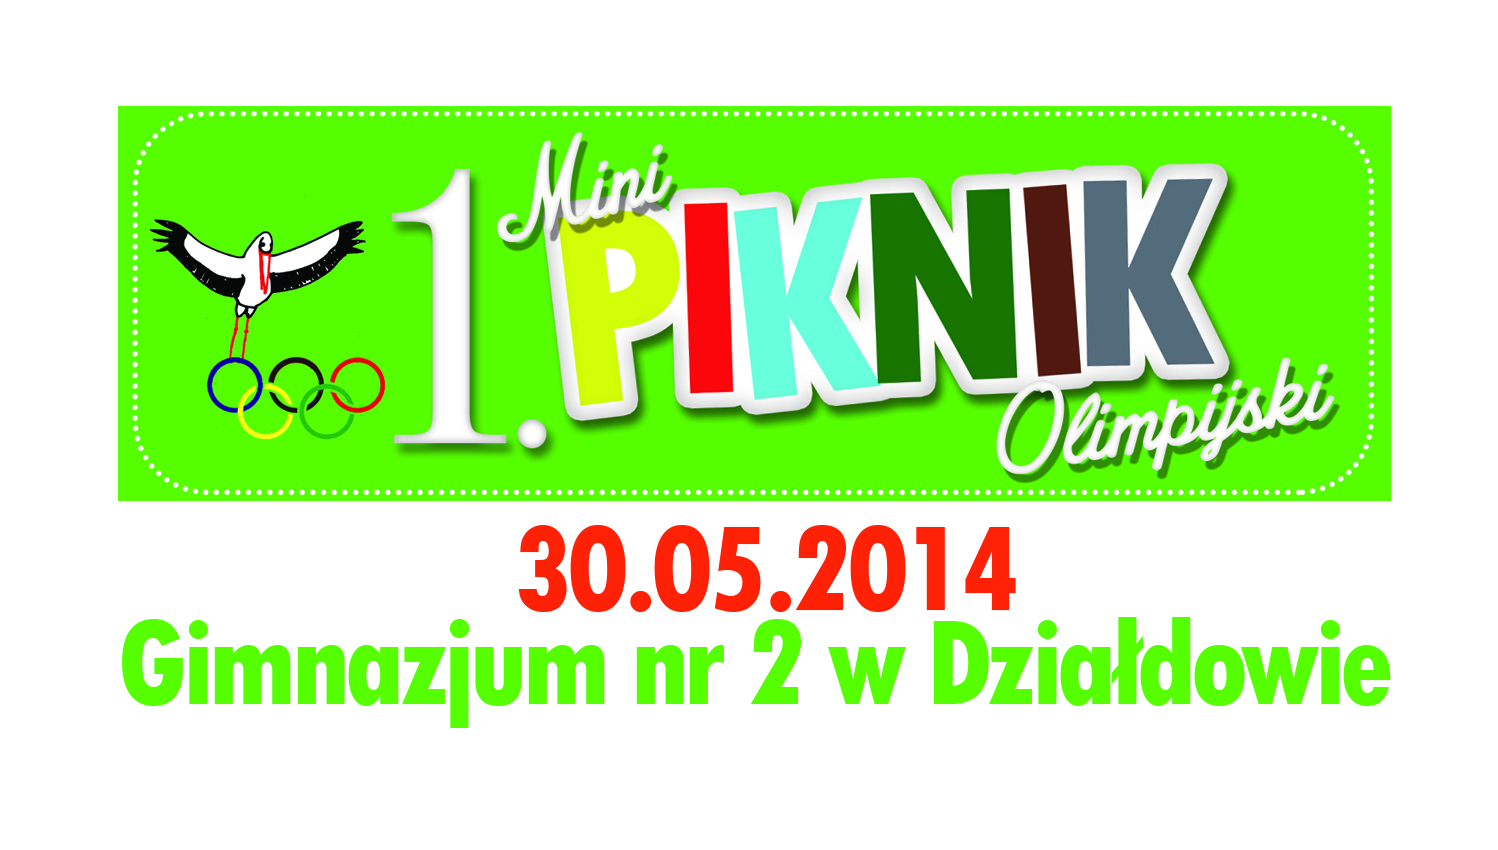 1. Mini
PIKNIK
Olimpijski
30.05.2014
Gimnazjum nr 2 w Działdowie